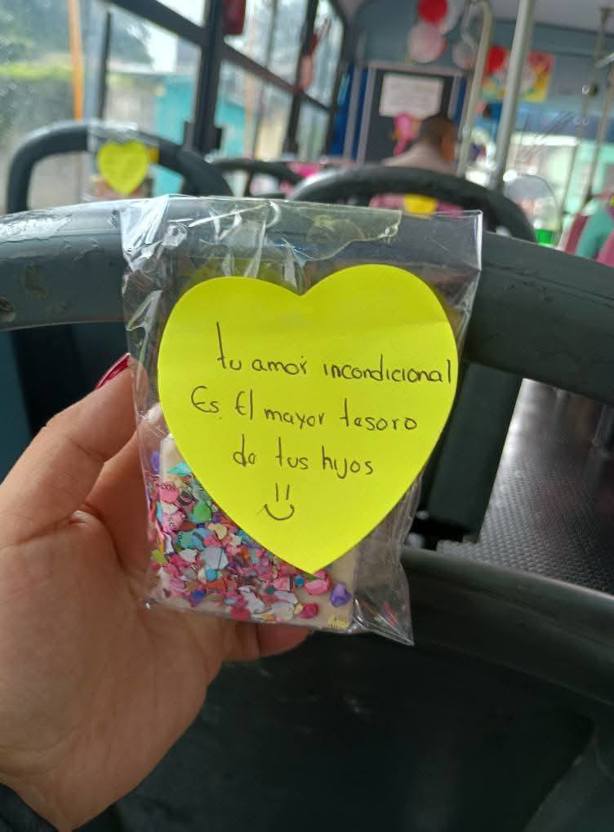 tu amor incondicional
Es El mayor tesoro
de tus hijos